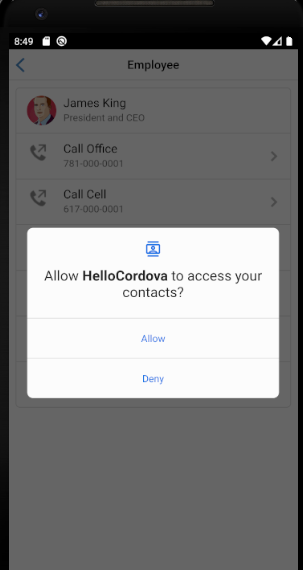 8:49
Employee
James King
President and CEO
Call Office
781-000-0001
Call Cell
617-000-0001
Allow HelloCordova to access your
contacts?
Allow
Deny